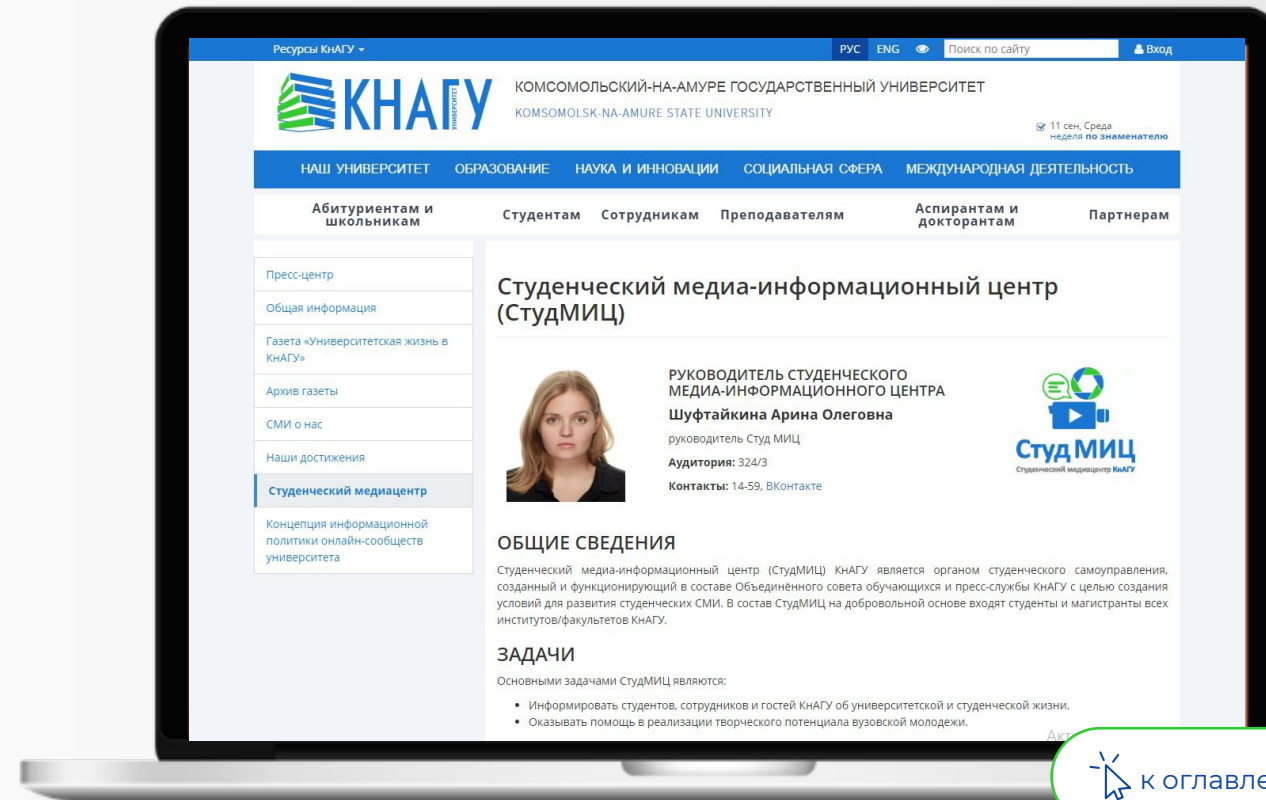 Ресурсы КнАГУ
РУС ENG Поиск по сайту Вход
КНАГУ
УНИВЕРСИТЕТ
КОМСОМОЛЬСКИЙ-НА-АМУРЕ ГОСУДАРСТВЕННЫЙ УНИВЕРСИТЕТ
KOMSOMOLSK-NA-AMURE STATE UNIVERSITY
11 сен, Среда
неделя по знаменателю
НАШ УНИВЕРСИТЕТ ОБРАЗОВАНИЕ НАУКА И ИННОВАЦИИ СОЦИАЛЬНАЯ СФЕРА МЕЖДУНАРОДНАЯ ДЕЯТЕЛЬНОСТЬ
Абитуриентам и
школьникам
Студентам Сотрудникам Преподавателям
Аспирантам и
докторантам
Партнерам
Пресс-центр
Общая информация
Газета «Университетская жизнь в
КнАГУ»
Архив газеты
СМИ о нас
Наши достижения
Студенческий медиацентр
Концепция информационной
политики онлайн-сообществ
университета
Студенческий медиа-информационный центр
(СтудМИЦ)
РУКОВОДИТЕЛЬ СТУДЕНЧЕСКОГО
МЕДИА-ИНФОРМАЦИОННОГО ЦЕНТРА
Шуфтайкина Арина Олеговна
руководитель Студ МИЦ
Аудитория: 324/3
Контакты: 14-59, ВКонтакте
Студ МИЦ
Студенческий медиацентр КнАГУ
ОБЩИЕ СВЕДЕНИЯ
Студенческий медиа-информационный центр (СтудМИЦ) КнАГУ является органом студенческого самоуправления,
созданный и функционирующий в составе Объединённого совета обучающихся и пресс-службы КнАГУ с целью создания
условий для развития студенческих СМИ. В состав СтудМИЦ на добровольной основе входят студенты и магистранты всех
институтов/факультетов КнАГУ.
ЗАДАЧИ
Основными задачами СтудМИЦ являются:
• Информировать студентов, сотрудников и гостей КнАГУ об университетской и студенческой жизни.
• Оказывать помощь в реализации творческого потенциала вузовской молодежи.
к